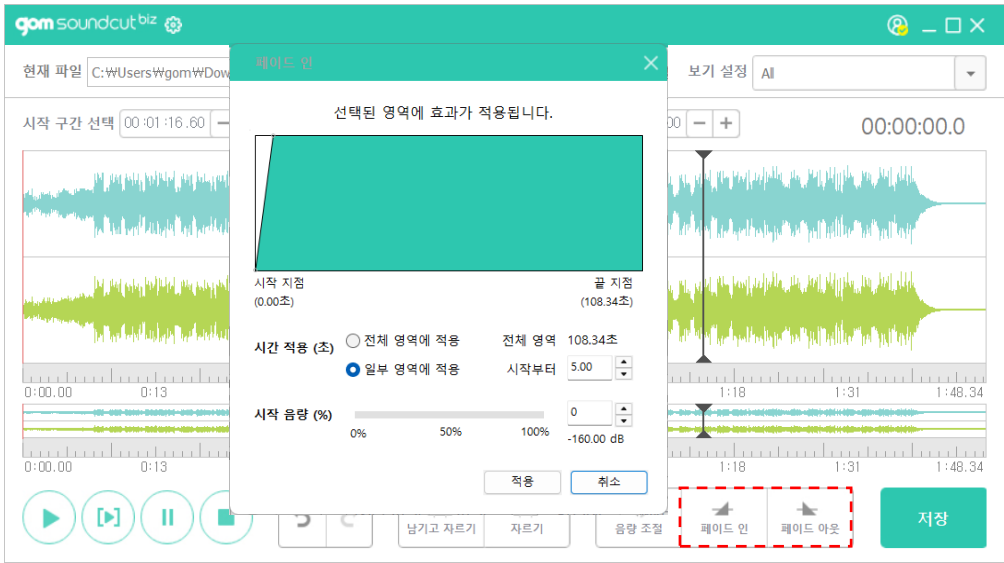 gom soundcut biz
현재 파일 C:₩Users₩gom₩Dow
보기 설정 All
페이드 인
시작 구간 선택 00:01:16.60
00
00:00:00.0
선택된 영역에 효과가 적용됩니다.
시작 지점 끝 지점
(0.00초) (108.34초)
시간 적용 (초) 전체 영역에 적용 전체 영역 108.34초
일부 영역에 적용 시작부터 5.00
시작 음량 (%) 0
0% 50% 100% -160.00 dB
적용 취소
0:00.00 0:13 1:18 1:31 1:48.34
0:00.00 0:13 1:18 1:31 1:48.34
남기고 자르기 자르기 음량 조절 페이드 인 페이드 아웃 저장